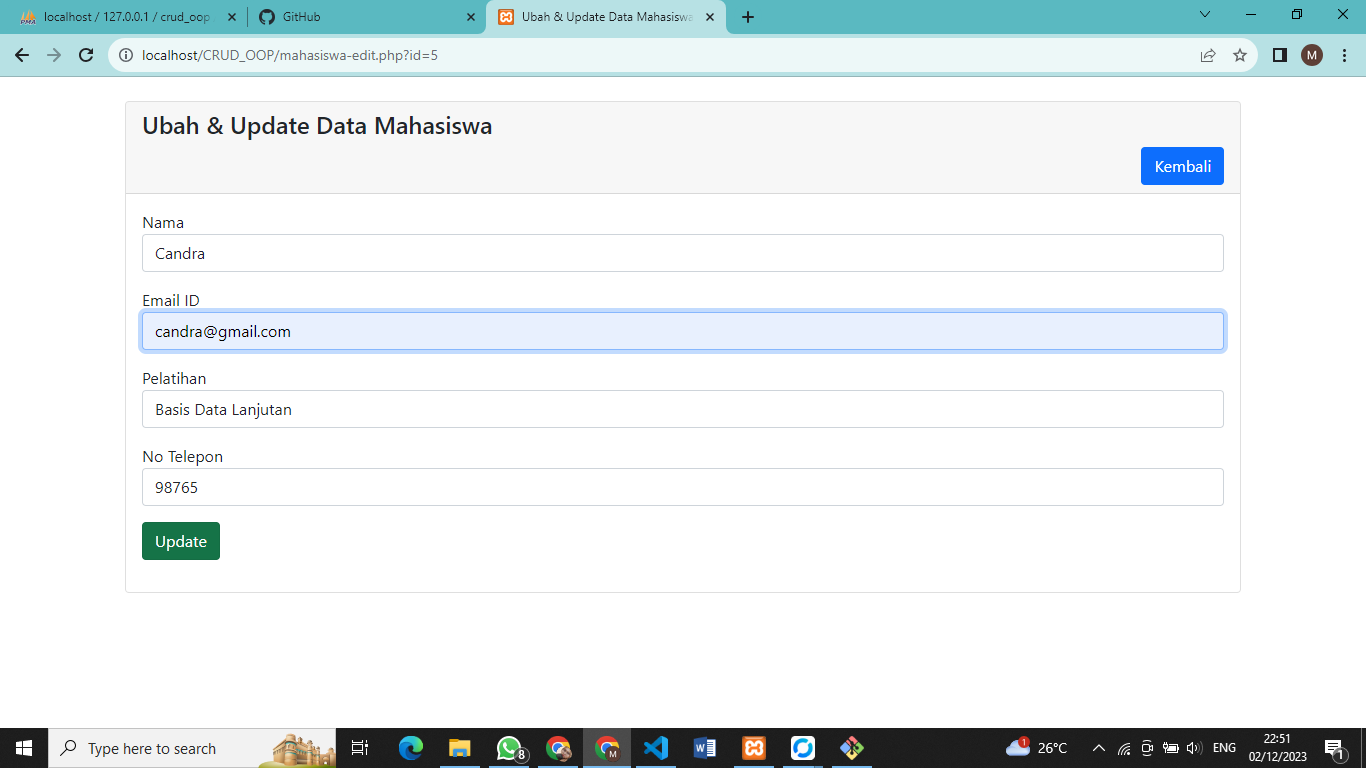 localhost / 127.0.0.1 / crud_oop
GitHub
Ubah & Update Data Mahasiswa
localhost/CRUD_OOP/mahasiswa-edit.php?id=5
M
Ubah & Update Data Mahasiswa
Kembali
Nama
Candra
Email ID
candra@gmail.com
Pelatihan
Basis Data Lanjutan
No Telepon
98765
Update
Type here to search
8
M
1
26°C
ENG
22:51
02/12/2023
1